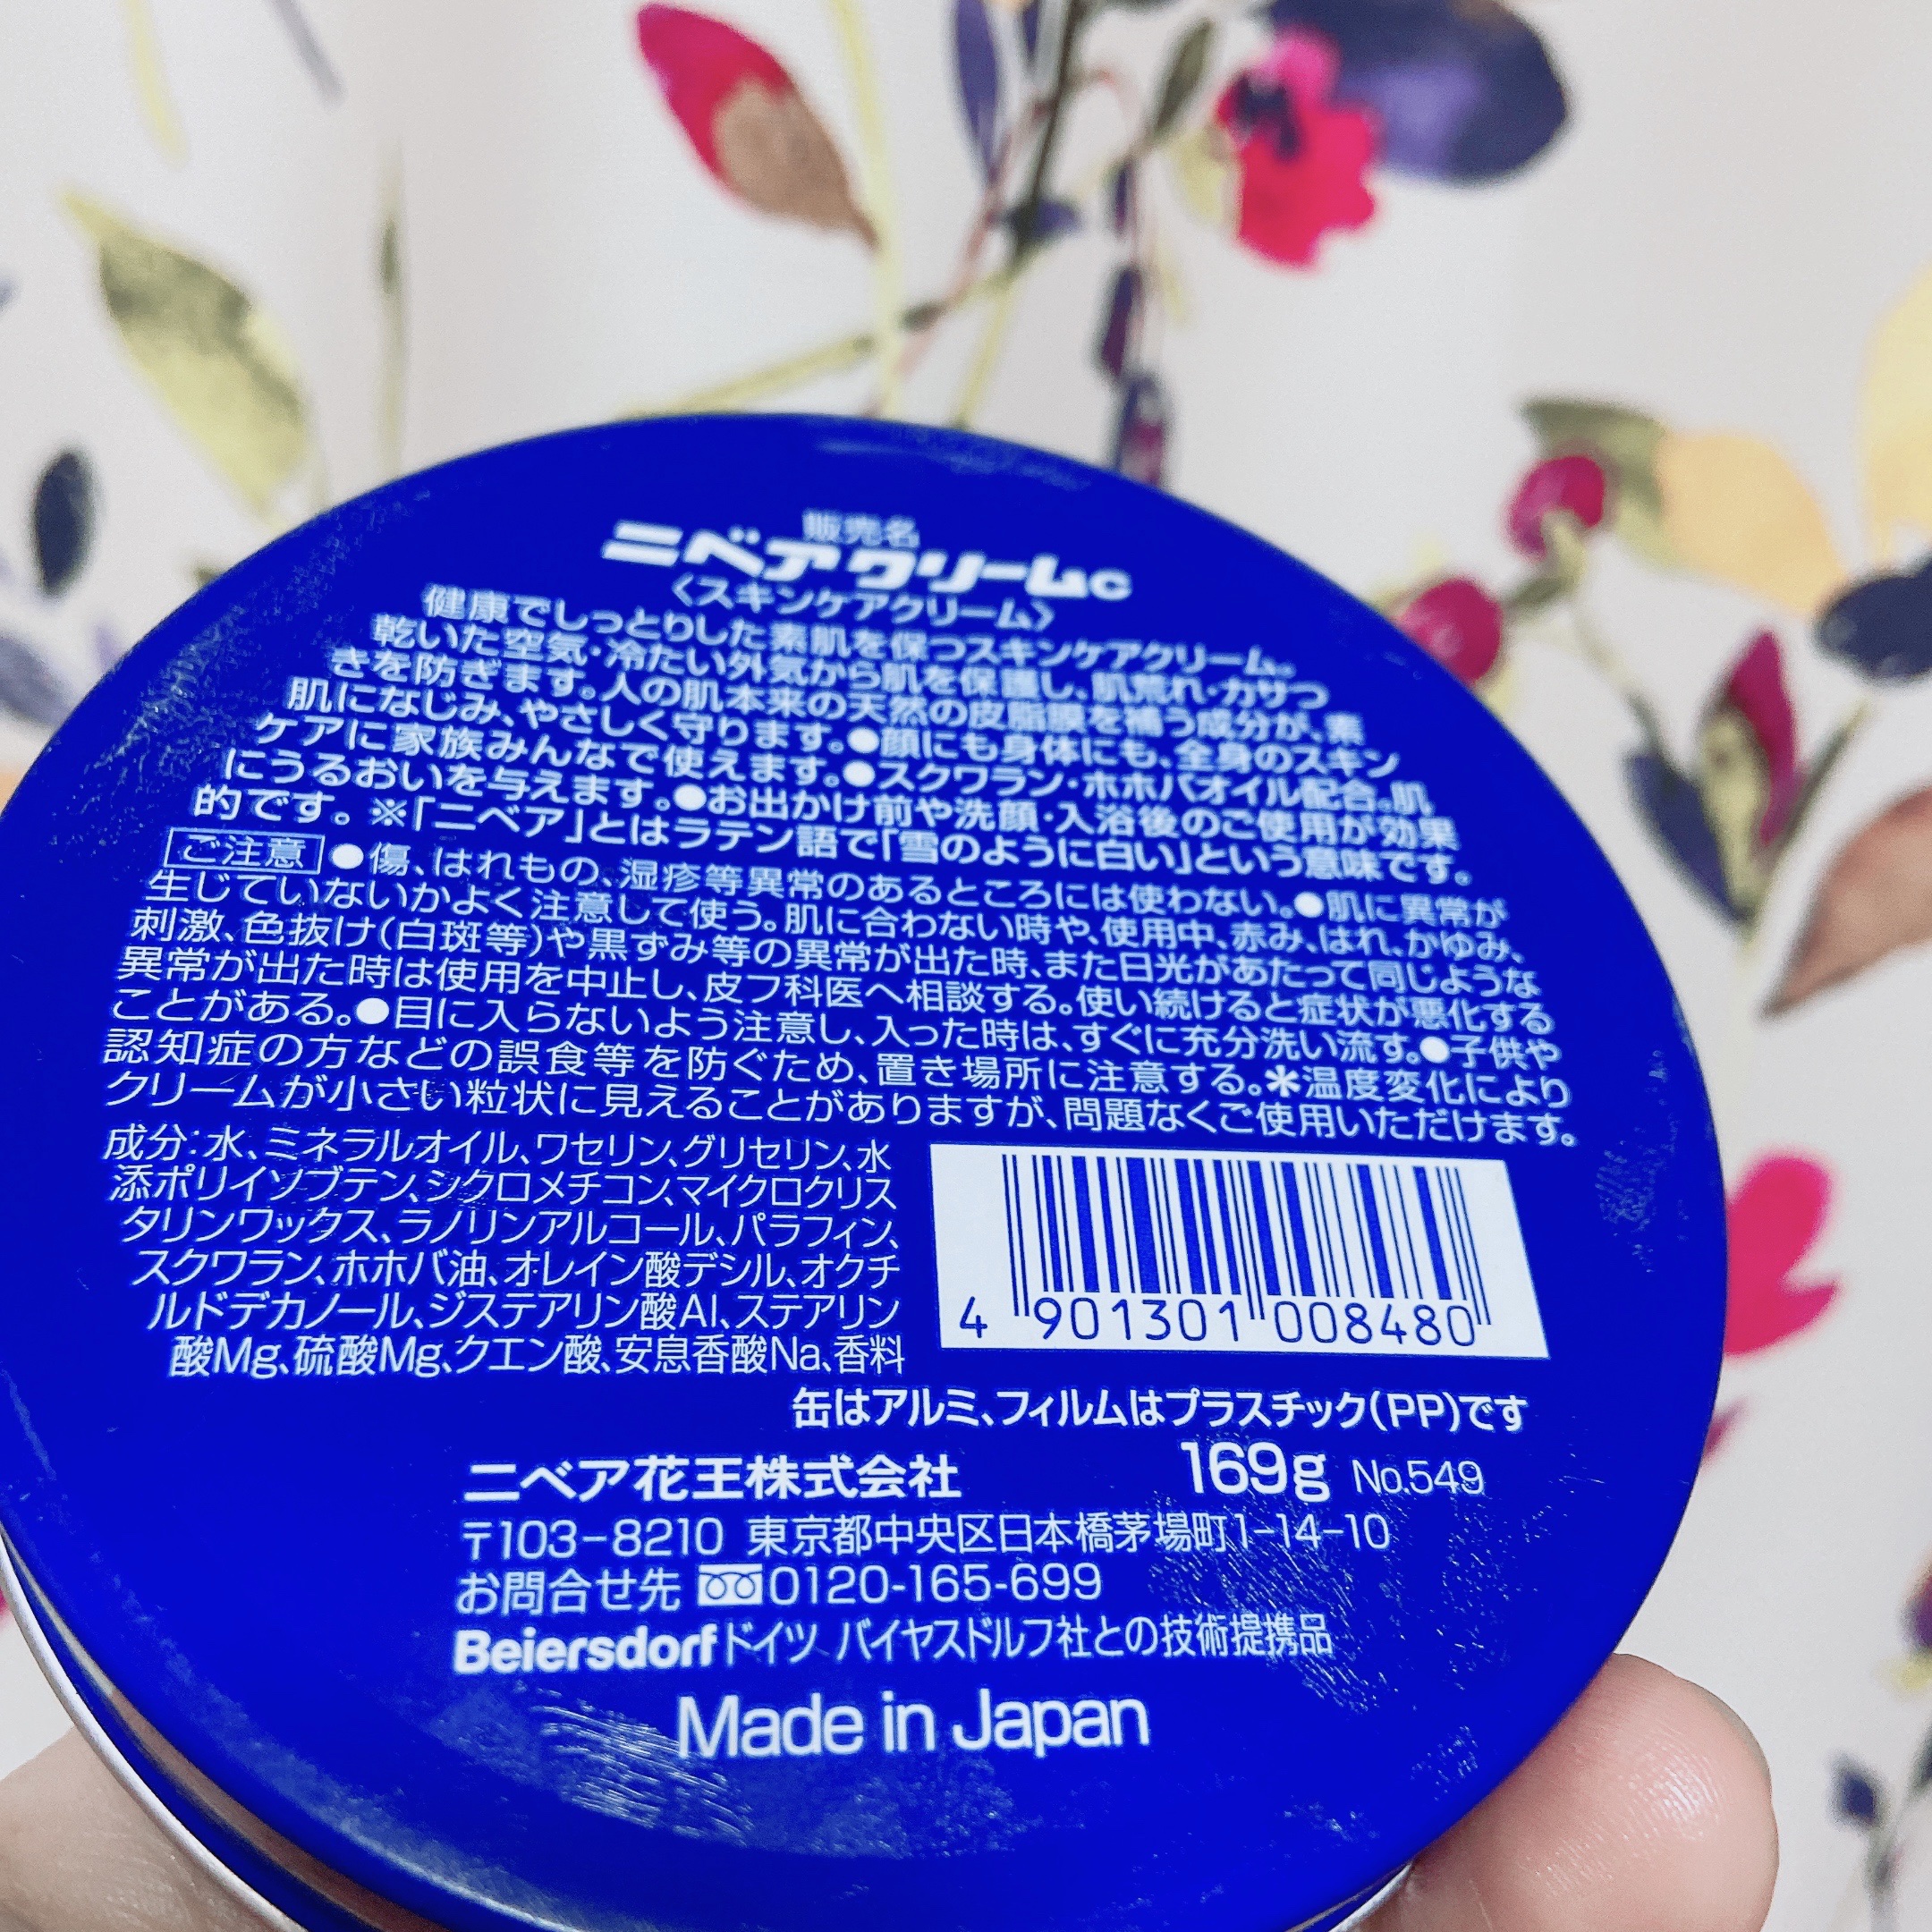 販売名
ニベアクリームc
〈スキンケアクリーム〉
健康でしっとりした素肌を保つスキンケアクリーム。
乾いた空気・冷たい外気から肌を保護し、肌荒れ・カサつ
きを防ぎます。人の肌本来の天然の皮脂膜を補う成分が、素
肌になじみ、やさしく守ります。●顔にも身体にも、全身のスキン
ケアに家族みんなで使えます。●スクワラン・ホホバオイル配合。肌
にうるおいを与えます。●お出かけ前や洗顔・入浴後のご使用が効果
的です。※「ニベア」とはラテン語で「雪のように白い」という意味です。
ご注意 ●傷、はれもの、湿疹等異常のあるところには使わない。●肌に異常が
生じていないかよく注意して使う。肌に合わない時や、使用中、赤み、はれ、かゆみ、
刺激、色抜け(白斑等)や黒ずみ等の異常が出た時、また日光があたって同じような
異常が出た時は使用を中止し、皮フ科医へ相談する。使い続けると症状が悪化する
ことがある。●目に入らないよう注意し、入った時は、すぐに充分洗い流す。●子供や
認知症の方などの誤食等を防ぐため、置き場所に注意する。＊温度変化により
クリームが小さい粒状に見えることがありますが、問題なくご使用いただけます。
成分：水、ミネラルオイル、ワセリン、グリセリン、水
添ポリイソブテン、シクロメチコン、マイクロクリス
タリンワックス、ラノリンアルコール、パラフィン、
スクワラン、ホホバ油、オレイン酸デシル、オクチ
ルドデカノール、ジステアリン酸Al、ステアリン
酸Mg、硫酸Mg、クエン酸、安息香酸Na、香料
4 901301 008480
缶はアルミ、フィルムはプラスチック(PP)です
169g No.549
ニベア花王株式会社
〒103-8210 東京都中央区日本橋茅場町1-14-10
お問合せ先 0120-165-699
Beiersdorf ドイツ バイヤスドルフ社との技術提携品
Made in Japan